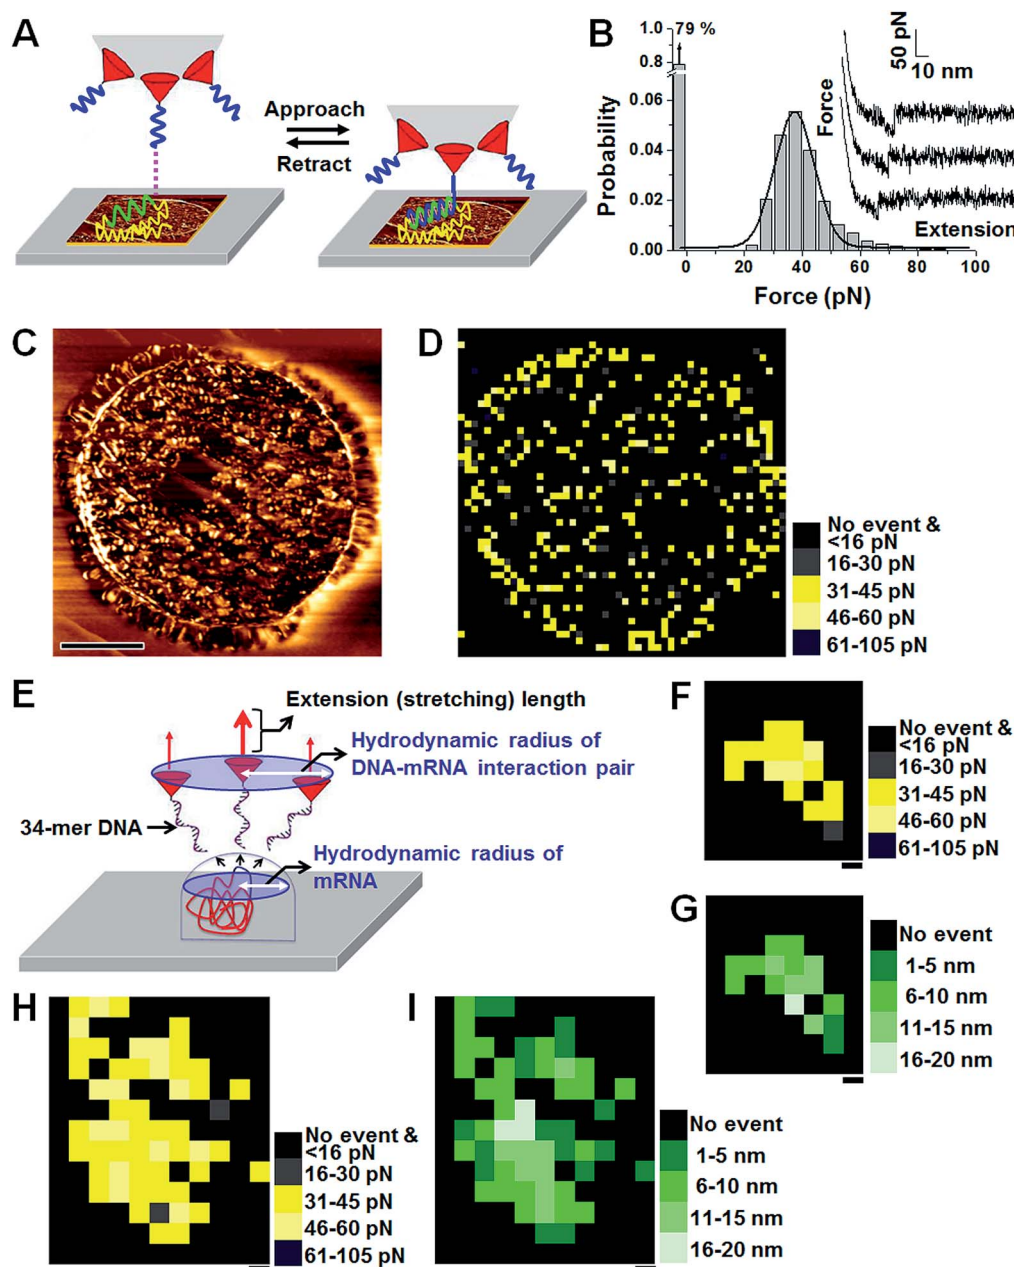 A
Approach
Retract
B
79 %
50 pN
10 nm
Force
Extension
Probability
1.0
0.8
0.06
0.04
0.02
0.00
0
20
40
60
80
100
Force (pN)
C
D
No event &
<16 pN
16-30 pN
31-45 pN
46-60 pN
61-105 pN
E
Extension (stretching) length
Hydrodynamic radius of
DNA-mRNA interaction pair
34-mer DNA
Hydrodynamic radius of
mRNA
F
No event &
<16 pN
16-30 pN
31-45 pN
46-60 pN
61-105 pN
G
No event
1-5 nm
6-10 nm
11-15 nm
16-20 nm
H
No event &
<16 pN
16-30 pN
31-45 pN
46-60 pN
61-105 pN
I
No event
1-5 nm
6-10 nm
11-15 nm
16-20 nm